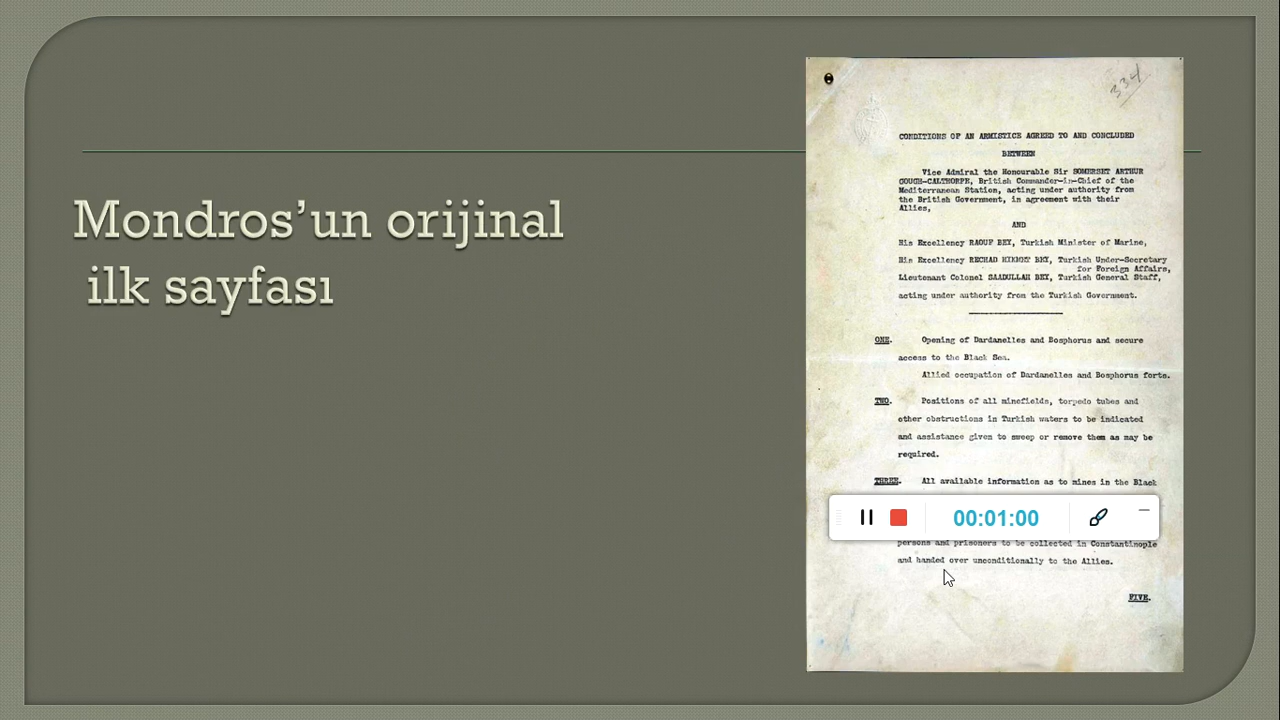 Mondros’un orijinal
ilk sayfası
334
CONDITIONS OF AN ARMISTICE AGREED TO AND CONCLUDED
BETWEEN
Vice Admiral the Honourable Sir SOMERSET ARTHUR
GOUGH-CALTHORPE, British Commander-in-Chief of the
Mediterranean Station, acting under authority from
the British Government, in agreement with their
Allies,
AND
His Excellency RAOUF BEY, Turkish Minister of Marine,
His Excellency RECHAD HIKMET BEY, Turkish Under-Secretary
for Foreign Affairs,
Lieutenant Colonel SAADULLAH BEY, Turkish General Staff,
acting under authority from the Turkish Government.
ONE. Opening of Dardanelles and Bosphorus and secure
access to the Black Sea.
Allied occupation of Dardanelles and Bosphorus forts.
TWO. Positions of all minefields, torpedo tubes and
other obstructions in Turkish waters to be indicated
and assistance given to sweep or remove them as may be
required.
THREE. All available information as to mines in the Black
00:01:00
persons and prisoners to be collected in Constantinople
and handed over unconditionally to the Allies.
FIVE.